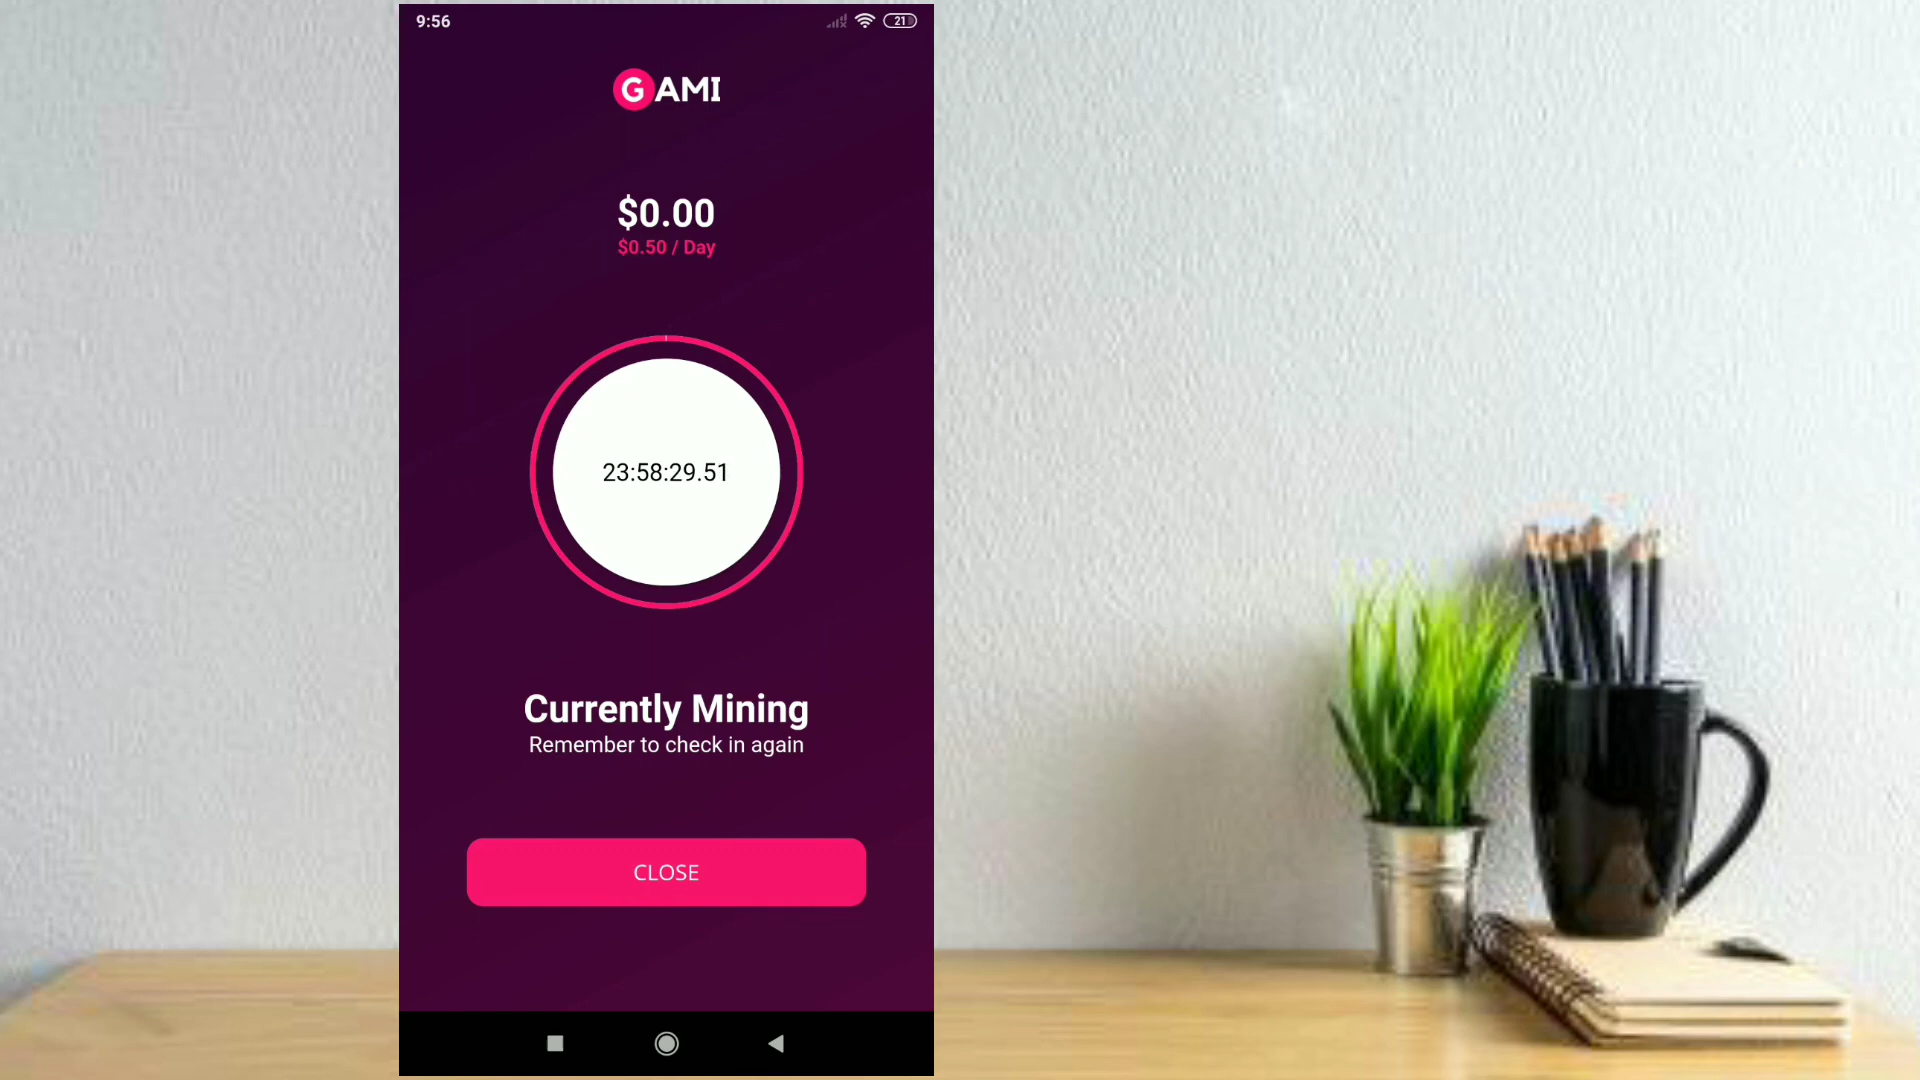 9:56
21
GAMI
$0.00
$0.50 / Day
23:58:29.51
Currently Mining
Remember to check in again
CLOSE